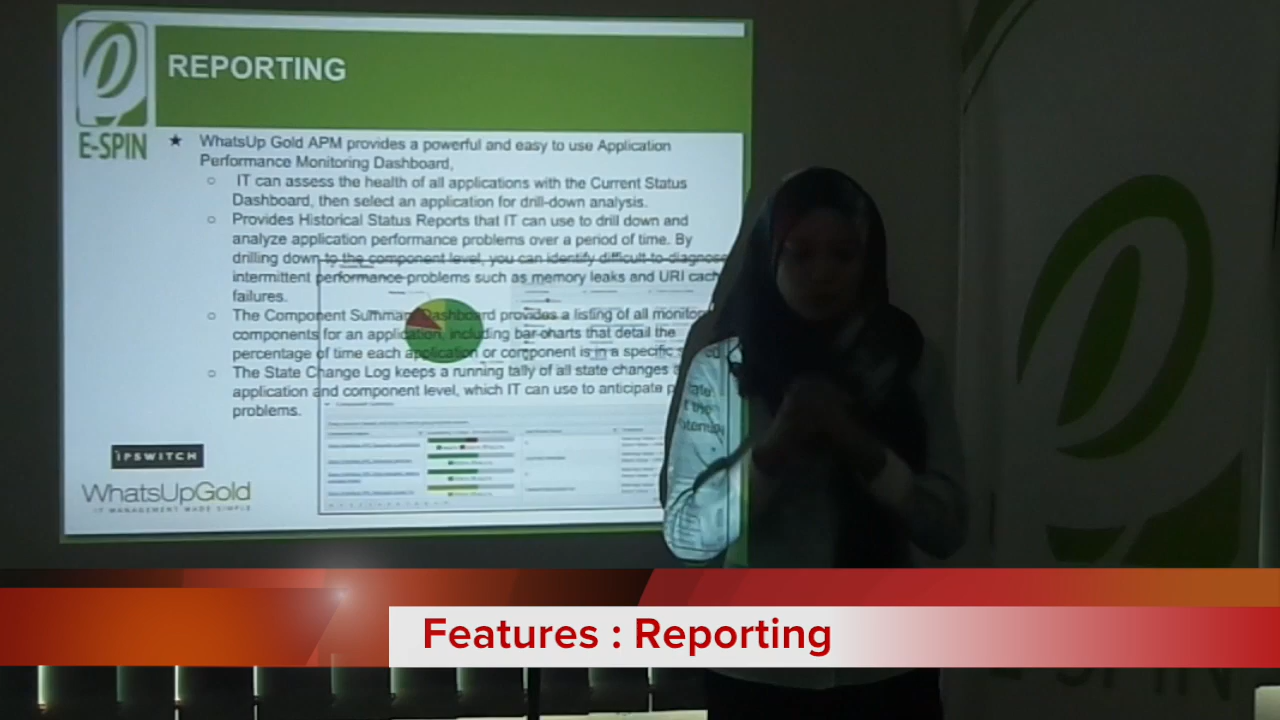 REPORTING
E-SPIN
★ WhatsUp Gold APM provides a powerful and easy to use Application
Performance Monitoring Dashboard,
○ IT can assess the health of all applications with the Current Status
Dashboard, then select an application for drill-down analysis.
○ Provides Historical Status Reports that IT can use to drill down and
analyze application performance problems over a period of time. By
drilling down to the component level, you can identify difficult-to-diagnose
intermittent performance problems such as memory leaks and URI cach
failures.
○ The Component Summary Dashboard provides a listing of all monitor
components for an application, including bar charts that detail the
percentage of time each application or component is in a specific
○ The State Change Log keeps a running tally of all state changes
application and component level, which IT can use to anticipate
problems.
IPSWITCH
WhatsUpGold
IT MANAGEMENT MADE SIMPLE
Features : Reporting